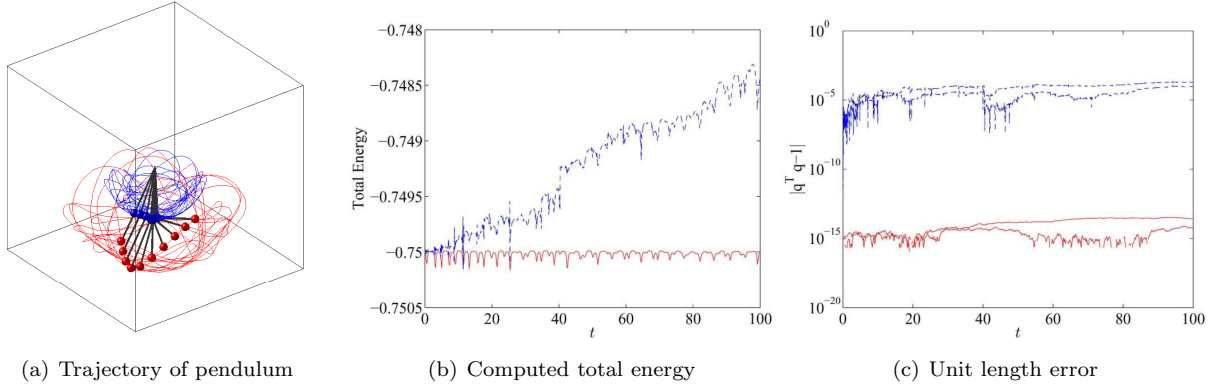 −0.748
−0.7485
−0.749
−0.7495
−0.75
−0.7505
Total Energy
0 20 40 60 80 100
t
10^0
10^−5
10^−10
10^−15
10^−20
|q^T q−1|
0 20 40 60 80 100
t
(a) Trajectory of pendulum
(b) Computed total energy
(c) Unit length error